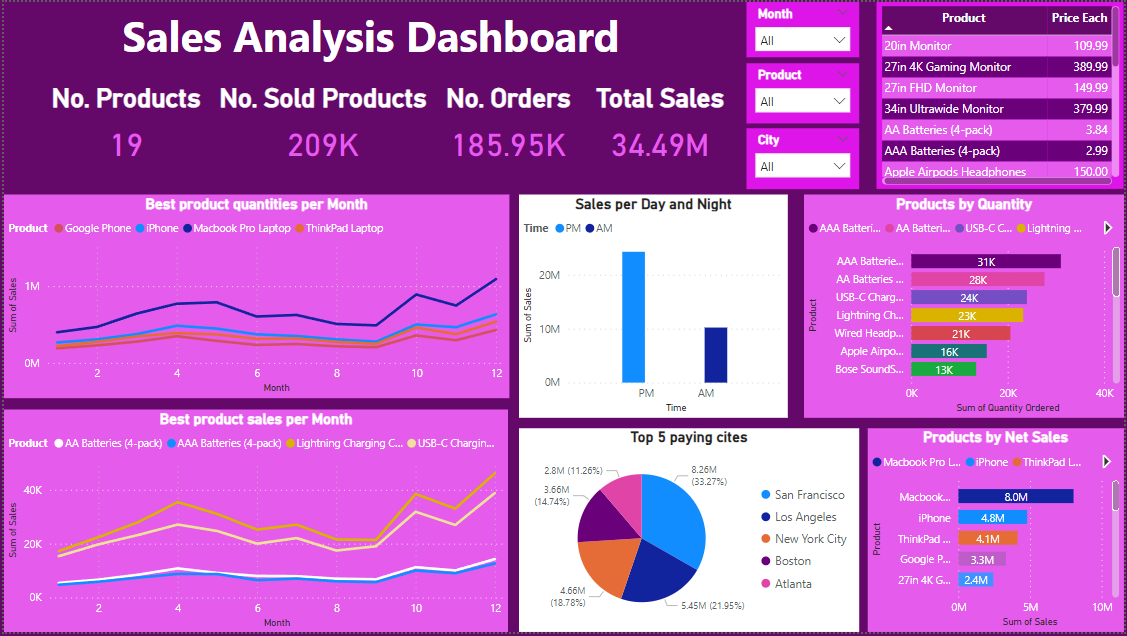 Sales Analysis Dashboard
No. Products
No. Sold Products
No. Orders
Total Sales
19
209K
185.95K
34.49M
Month
All
Product
All
City
All
Product Price Each
20in Monitor 109.99
27in 4K Gaming Monitor 389.99
27in FHD Monitor 149.99
34in Ultrawide Monitor 379.99
AA Batteries (4-pack) 3.84
AAA Batteries (4-pack) 2.99
Apple Airpods Headphones 150.00
Best product quantities per Month
Product Google Phone iPhone Macbook Pro Laptop ThinkPad Laptop
Sum of Sales
1M
0M
2 4 6 8 10 12
Month
Best product sales per Month
Product AA Batteries (4-pack) AAA Batteries (4-pack) Lightning Charging C... USB-C Chargin...
Sum of Sales
40K
20K
0K
2 4 6 8 10 12
Month
Sales per Day and Night
Time PM AM
Sum of Sales
20M
10M
0M
PM AM
Time
Top 5 paying cites
2.8M (11.26%)
8.26M
(33.27%)
3.66M
(14.74%)
4.66M
(18.78%)
5.45M (21.95%)
San Francisco
Los Angeles
New York City
Boston
Atlanta
Products by Quantity
AAA Batteri... AA Batteri... USB-C C... Lightning ...
Product
AAA Batterie... 31K
AA Batteries ... 28K
USB-C Charg... 24K
Lightning Ch... 23K
Wired Headp... 21K
Apple Airpo... 16K
Bose SoundS... 13K
0K 20K 40K
Sum of Quantity Ordered
Products by Net Sales
Macbook Pro L... iPhone ThinkPad L...
Product
Macbook... 8.0M
iPhone 4.8M
ThinkPad ... 4.1M
Google P... 3.3M
27in 4K G... 2.4M
0M 5M 10M
Sum of Sales